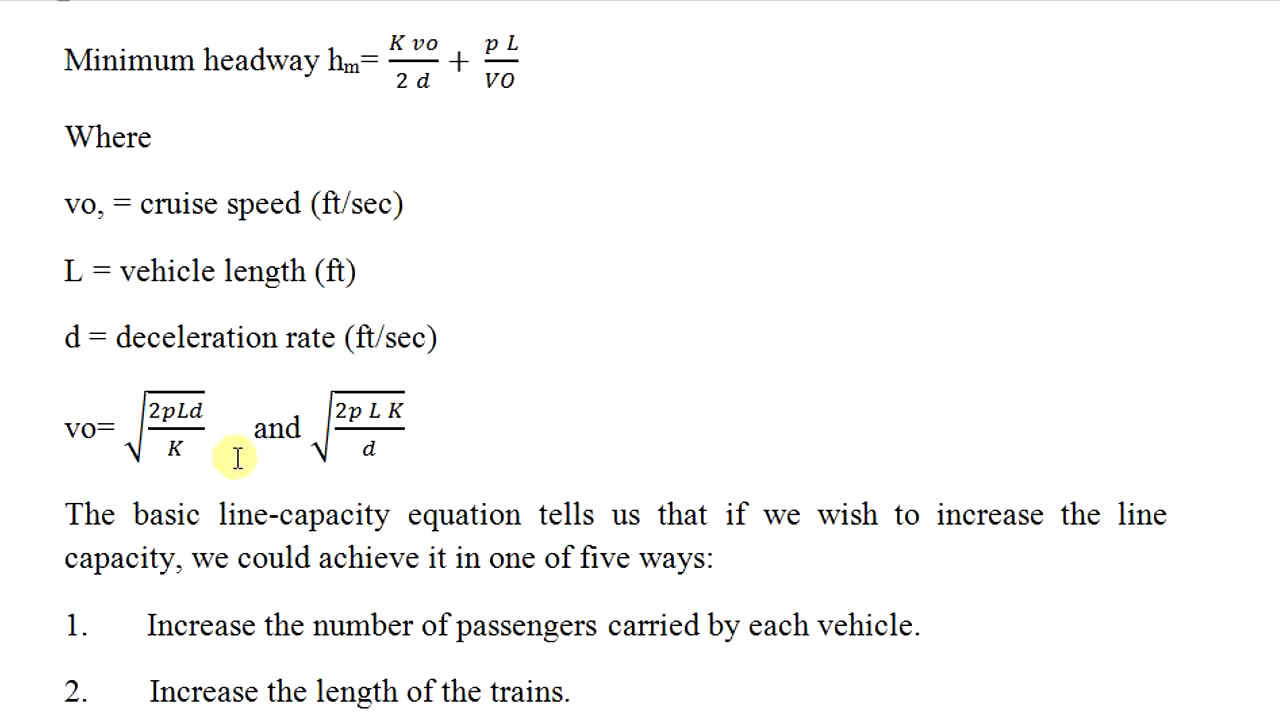 Minimum headway hm= K vo / 2 d + p L / VO
Where
vo, = cruise speed (ft/sec)
L = vehicle length (ft)
d = deceleration rate (ft/sec)
vo= √(2pLd / K) and √(2p L K / d)
The basic line-capacity equation tells us that if we wish to increase the line
capacity, we could achieve it in one of five ways:
1. Increase the number of passengers carried by each vehicle.
2. Increase the length of the trains.